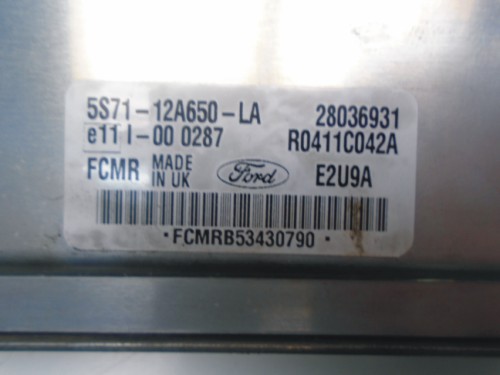 5S71-12A650-LA 28036931
e11 I-00 0287 R0411C042A
FCMR MADE IN UK Ford E2U9A
· FCMRB53430790 ·